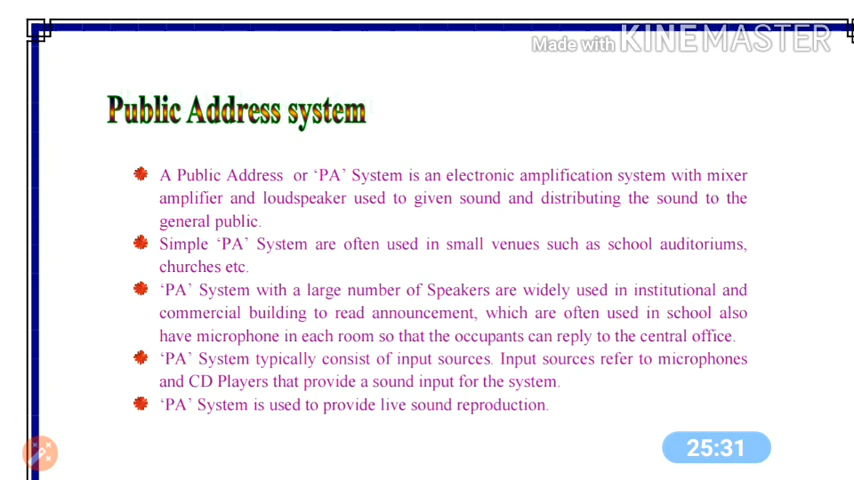 Made with KINEMASTER
Public Address system
A Public Address or ‘PA’ System is an electronic amplification system with mixer
amplifier and loudspeaker used to given sound and distributing the sound to the
general public.
Simple ‘PA’ System are often used in small venues such as school auditoriums,
churches etc.
‘PA’ System with a large number of Speakers are widely used in institutional and
commercial building to read announcement, which are often used in school also
have microphone in each room so that the occupants can reply to the central office.
‘PA’ System typically consist of input sources. Input sources refer to microphones
and CD Players that provide a sound input for the system.
‘PA’ System is used to provide live sound reproduction.
25:31